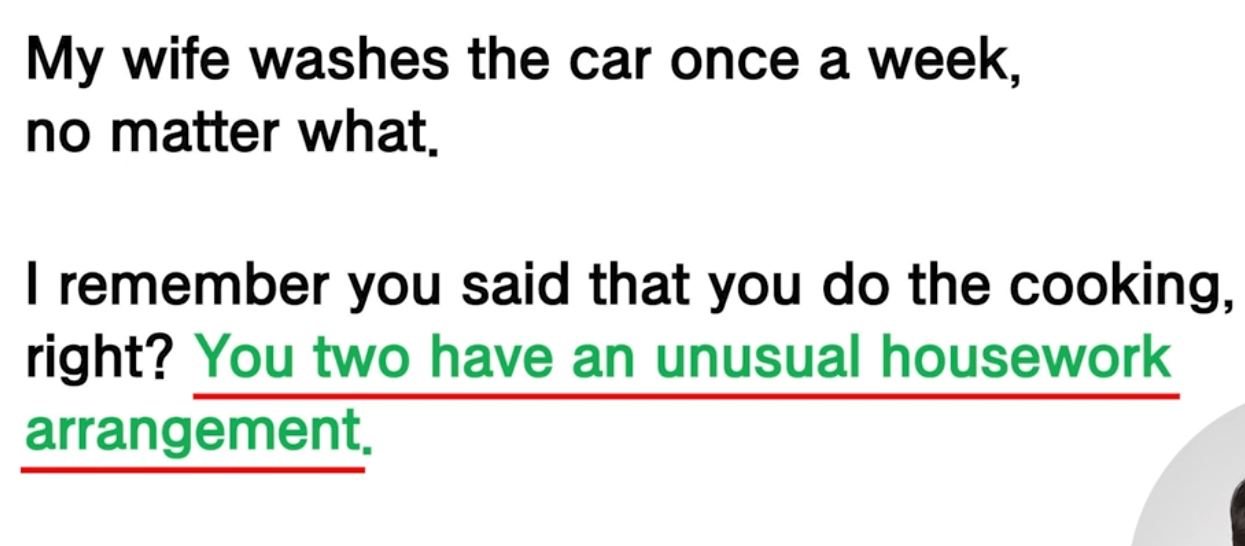 My wife washes the car once a week,
no matter what.
I remember you said that you do the cooking,
right? You two have an unusual housework
arrangement.